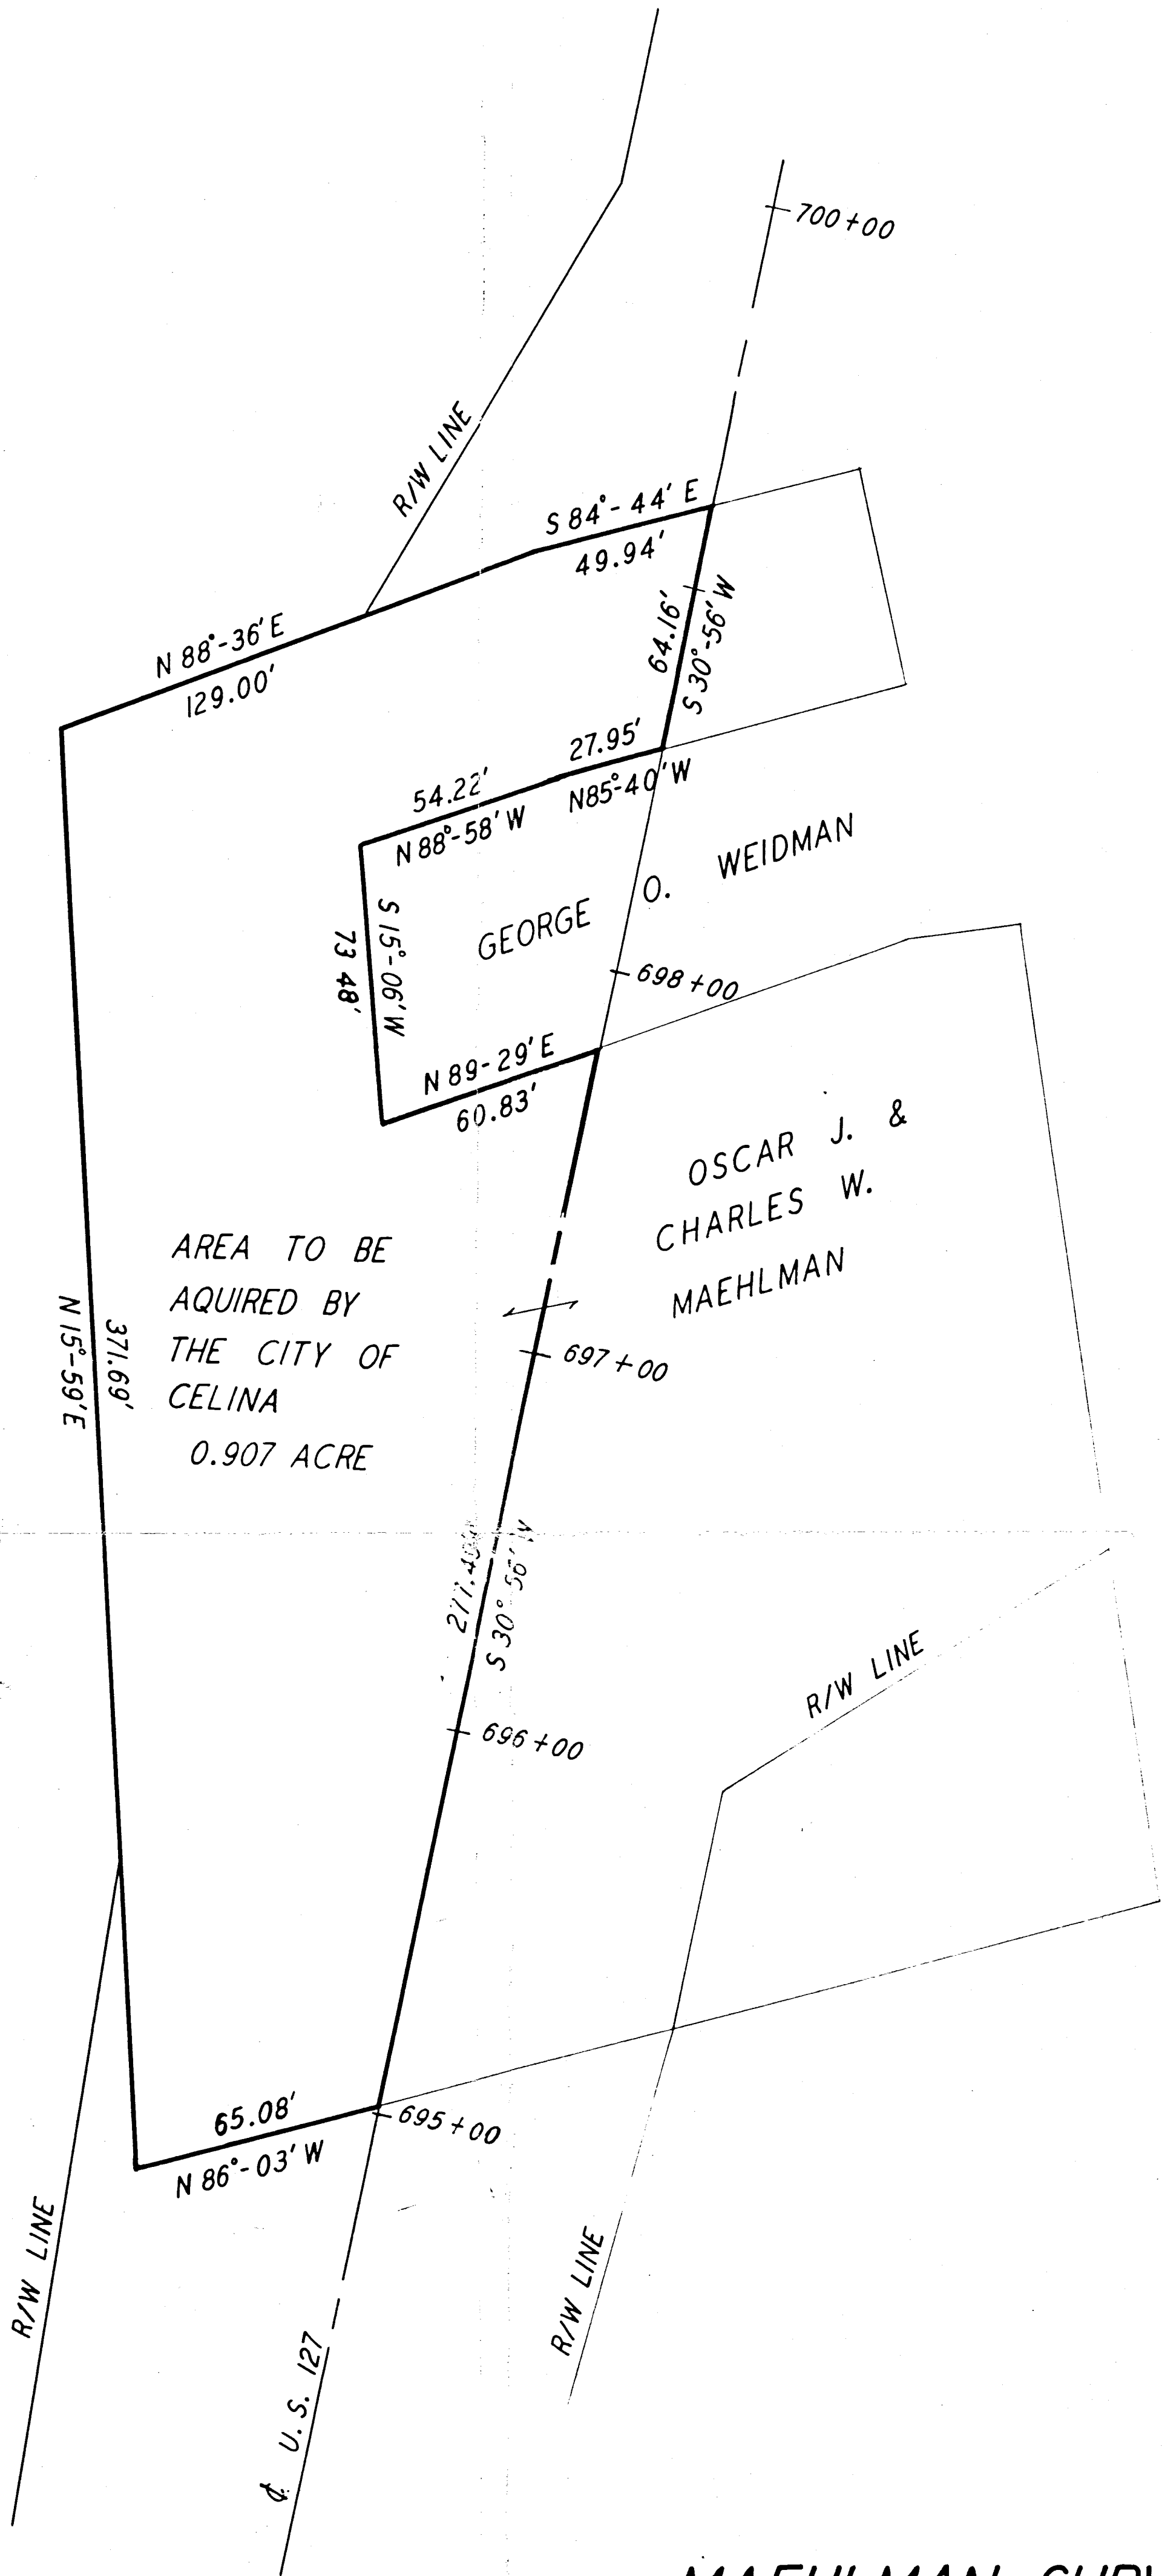 700+00
R/W LINE
S 84°-44' E
49.94'
N 88°-36' E
129.00'
64.16'
S 30°-56' W
27.95'
N85°-40' W
54.22'
N 88°-58' W
S 15°-06' W
73 48'
GEORGE O. WEIDMAN
698+00
N 89-29' E
60.83'
OSCAR J. &
CHARLES W.
MAEHLMAN
AREA TO BE
AQUIRED BY
THE CITY OF
CELINA
0.907 ACRE
371.69'
N 15°-59' E
697+00
S 30°-56' W
696+00
R/W LINE
695+00
65.08'
N 86°-03' W
R/W LINE
R/W LINE
℄ U.S. 127
MAEHLMAN